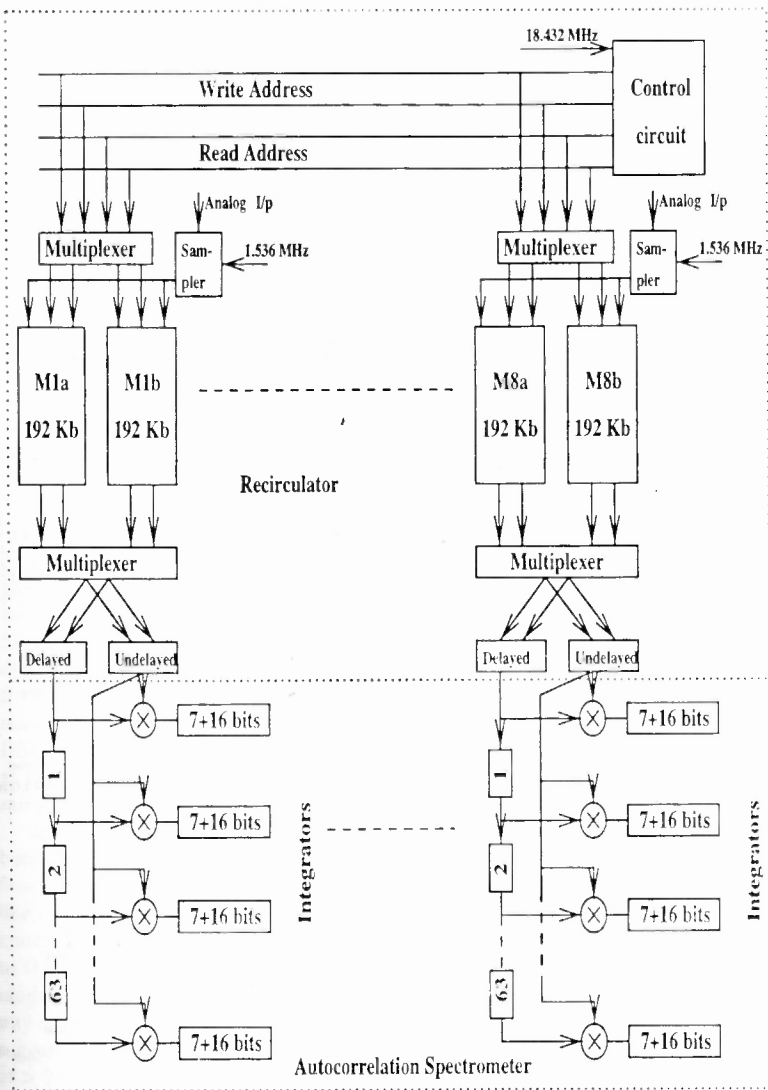 18.432 MHz
Write Address
Control
circuit
Read Address
Analog I/p
Analog I/p
Multiplexer
Sam-
pler
1.536 MHz
Multiplexer
Sam-
pler
1.536 MHz
M1a
192 Kb
M1b
192 Kb
M8a
192 Kb
M8b
192 Kb
Recirculator
Multiplexer
Multiplexer
Delayed
Undelayed
Delayed
Undelayed
7+16 bits
7+16 bits
1
1
7+16 bits
7+16 bits
2
2
7+16 bits
7+16 bits
63
63
7+16 bits
7+16 bits
Integrators
Integrators
Autocorrelation Spectrometer